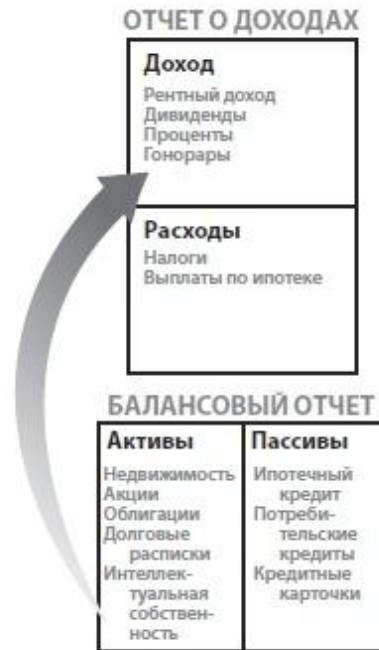 ОТЧЕТ О ДОХОДАХ
Доход
Рентный доход
Дивиденды
Проценты
Гонорары
Расходы
Налоги
Выплаты по ипотеке
БАЛАНСОВЫЙ ОТЧЕТ
Активы
Недвижимость
Акции
Облигации
Долговые
расписки
Интеллек-
туальная
собствен-
ность
Пассивы
Ипотечный
кредит
Потреби-
тельские
кредиты
Кредитные
карточки